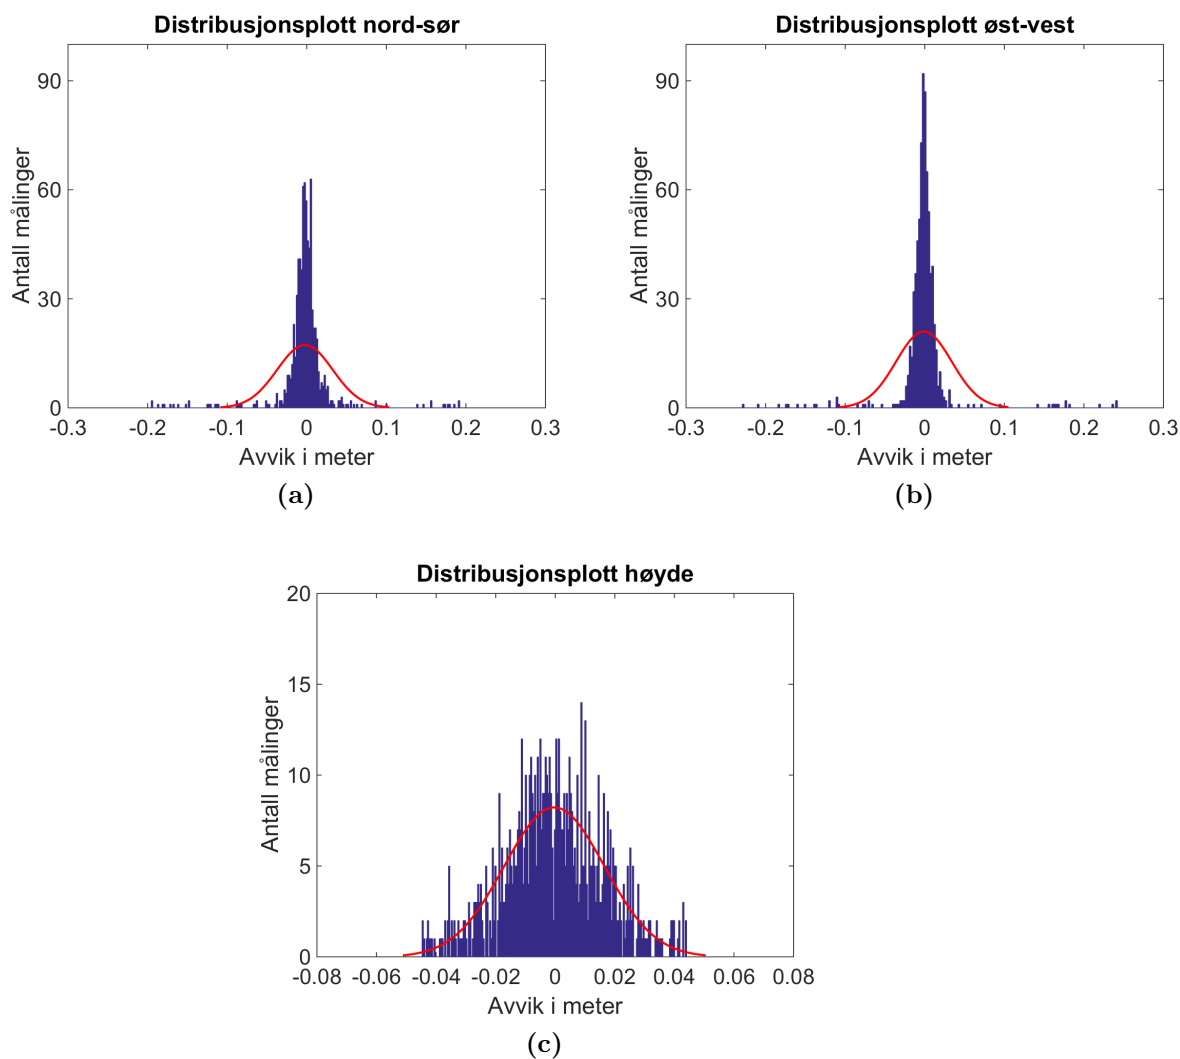 Distribusjonsplott nord-sør
90
60
30
0
Antall målinger
-0.3 -0.2 -0.1 0 0.1 0.2 0.3
Avvik i meter
(a)
Distribusjonsplott øst-vest
90
60
30
0
Antall målinger
-0.3 -0.2 -0.1 0 0.1 0.2 0.3
Avvik i meter
(b)
Distribusjonsplott høyde
20
15
10
5
0
Antall målinger
-0.08 -0.06 -0.04 -0.02 0 0.02 0.04 0.06 0.08
Avvik i meter
(c)